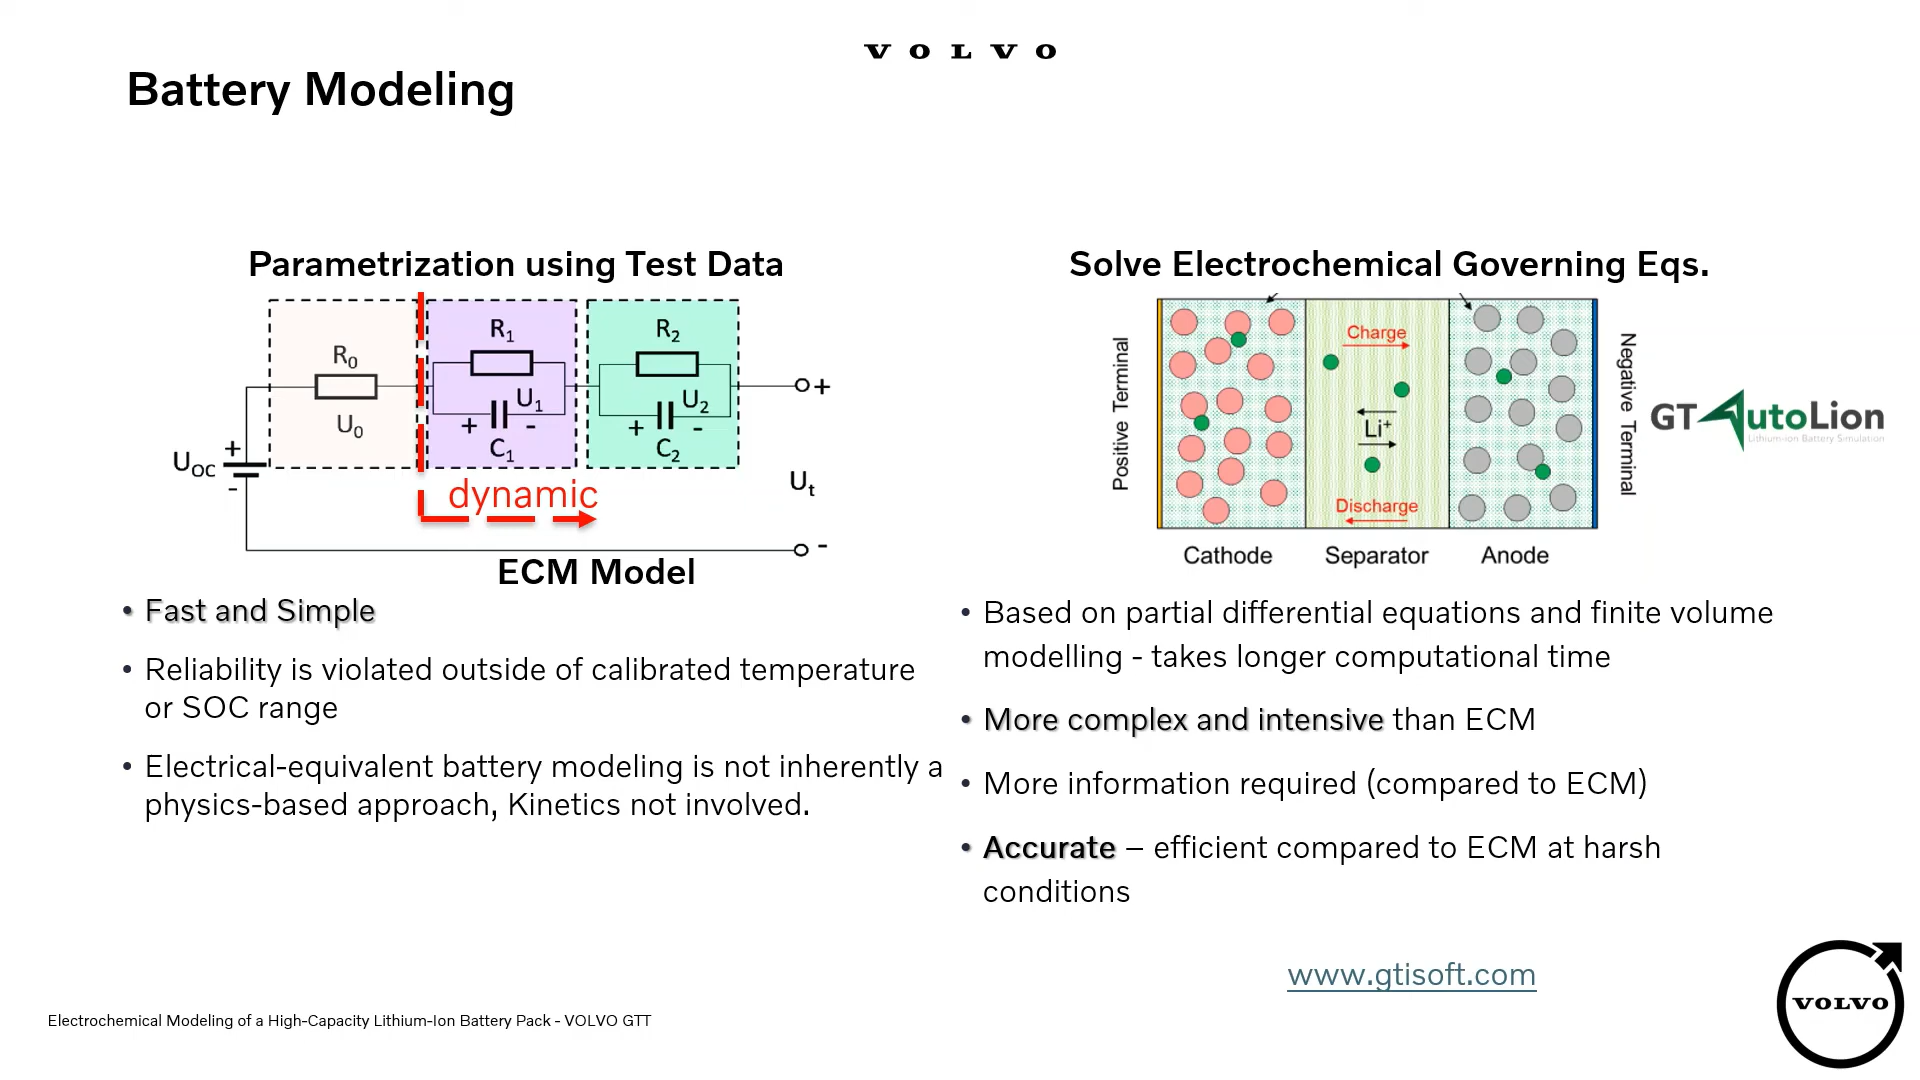 VOLVO
Battery Modeling
Parametrization using Test Data
R0
U0
R1
U1
+ -
C1
R2
U2
+ -
C2
+
UOC
-
+
Ut
-
dynamic
ECM Model
• Fast and Simple
• Reliability is violated outside of calibrated temperature
or SOC range
• Electrical-equivalent battery modeling is not inherently a
physics-based approach, Kinetics not involved.
Solve Electrochemical Governing Eqs.
Positive Terminal
Charge
Li+
Discharge
Negative Terminal
Cathode Separator Anode
GT AutoLion
Lithium-ion Battery Simulation
• Based on partial differential equations and finite volume
modelling - takes longer computational time
• More complex and intensive than ECM
• More information required (compared to ECM)
• Accurate – efficient compared to ECM at harsh
conditions
www.gtisoft.com
Electrochemical Modeling of a High-Capacity Lithium-Ion Battery Pack - VOLVO GTT
VOLVO